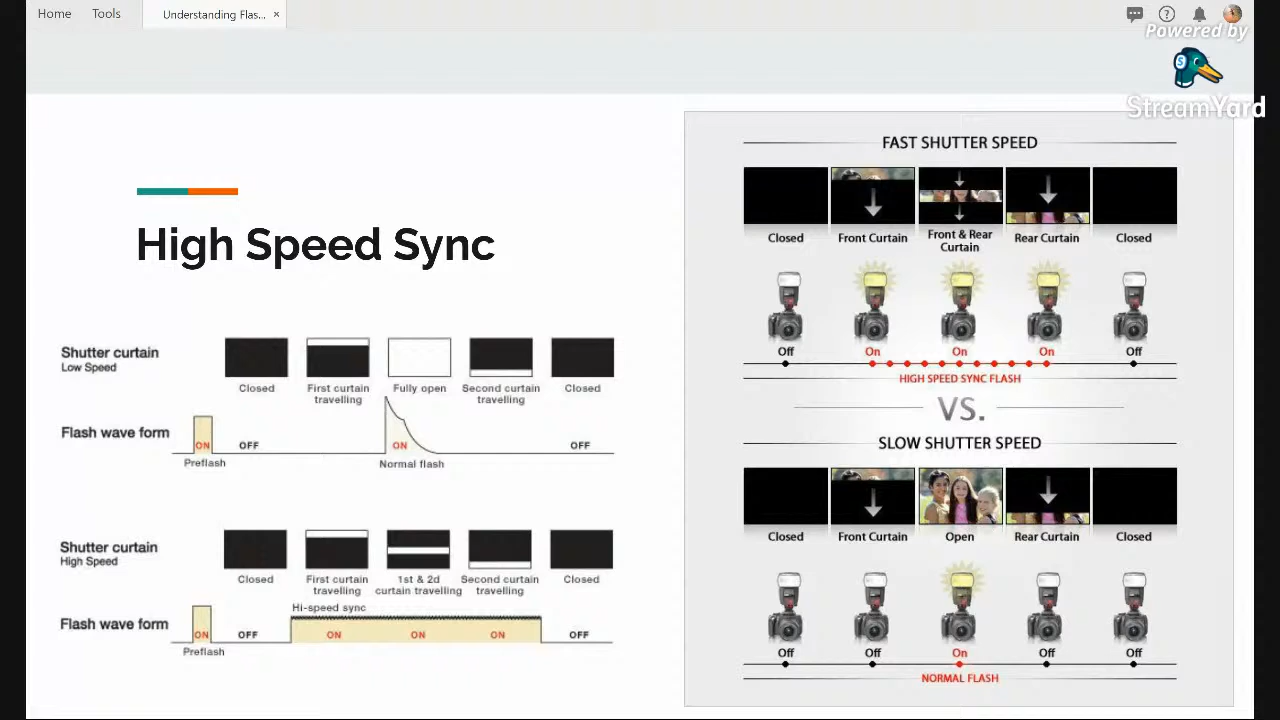 Home Tools Understanding Flas... ×
Powered by
S
StreamYard
High Speed Sync
Shutter curtain
Low Speed
Closed First curtain travelling Fully open Second curtain travelling Closed
Flash wave form
ON OFF ON OFF
Preflash Normal flash
Shutter curtain
High Speed
Closed First curtain travelling 1st & 2d curtain travelling Second curtain travelling Closed
Hi-speed sync
Flash wave form
ON OFF ON ON ON OFF
Preflash
FAST SHUTTER SPEED
Closed Front Curtain Front & Rear Curtain Rear Curtain Closed
Off On On On Off
HIGH SPEED SYNC FLASH
VS.
SLOW SHUTTER SPEED
Closed Front Curtain Open Rear Curtain Closed
Off Off On Off Off
NORMAL FLASH